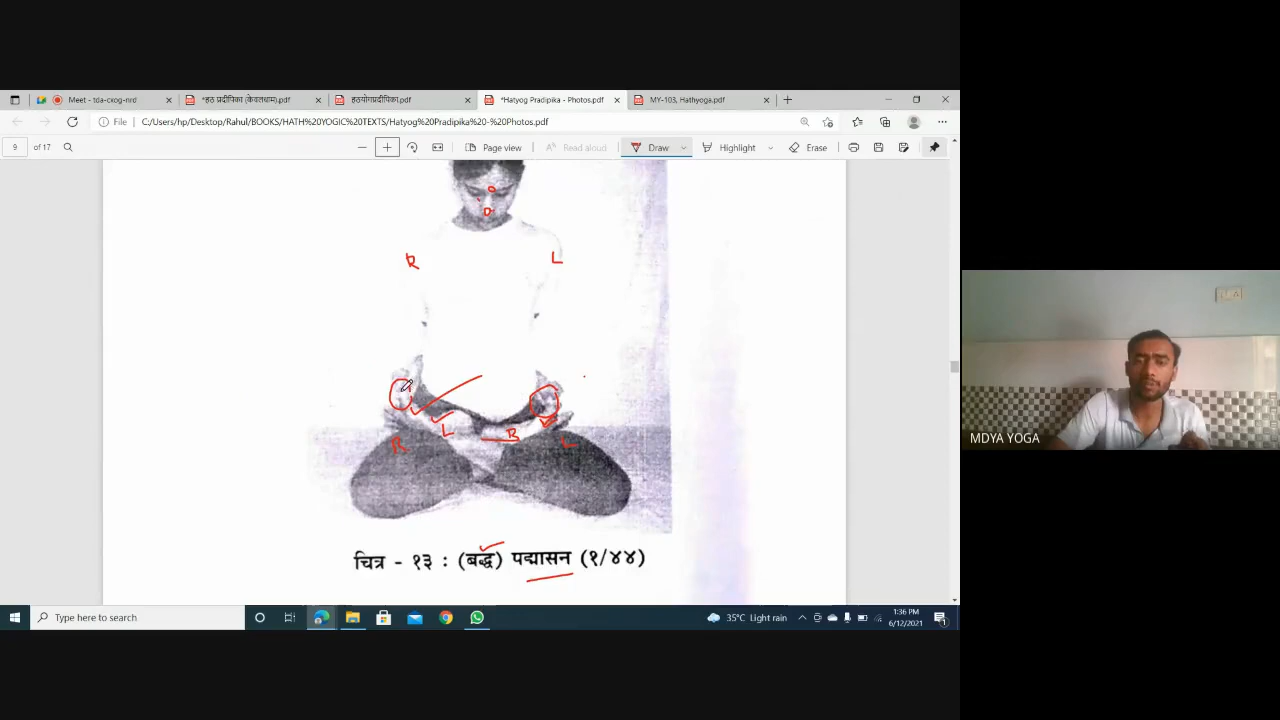 Meet - tda-cxog-nrd
*हठ प्रदीपिका (कैवलधाम).pdf
हठयोगप्रदीपिका.pdf
*Hatyog Pradipika - Photos.pdf
MY-103, Hathyoga.pdf
File
C:/Users/hp/Desktop/Rahul/BOOKS/HATH%20YOGIC%20TEXTS/Hatyog%20Pradipika%20-%20Photos.pdf
9 of 17
Page view
Read aloud
Draw
Highlight
Erase
R L
L B
R L
MDYA YOGA
चित्र - १३ : (बद्ध) पद्मासन (१/४४)
Type here to search
35°C Light rain
1:36 PM
6/12/2021